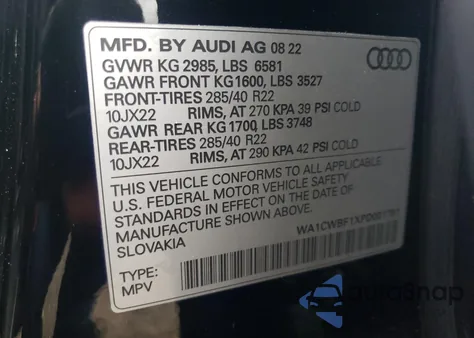 MFD. BY AUDI AG 08 22
GVWR KG 2985, LBS 6581
GAWR FRONT KG1600, LBS 3527
FRONT-TIRES 285/40 R22
10JX22 RIMS, AT 270 KPA 39 PSI COLD
GAWR REAR KG1700, LBS 3748
REAR-TIRES 285/40 R22
10JX22 RIMS, AT 290 KPA 42 PSI COLD
THIS VEHICLE CONFORMS TO ALL APPLICABLE
U.S. FEDERAL MOTOR VEHICLE SAFETY STANDARDS
IN EFFECT ON THE DATE OF
MANUFACTURE SHOWN ABOVE. MADE IN
SLOVAKIA
TYPE:
MPV
autosnap